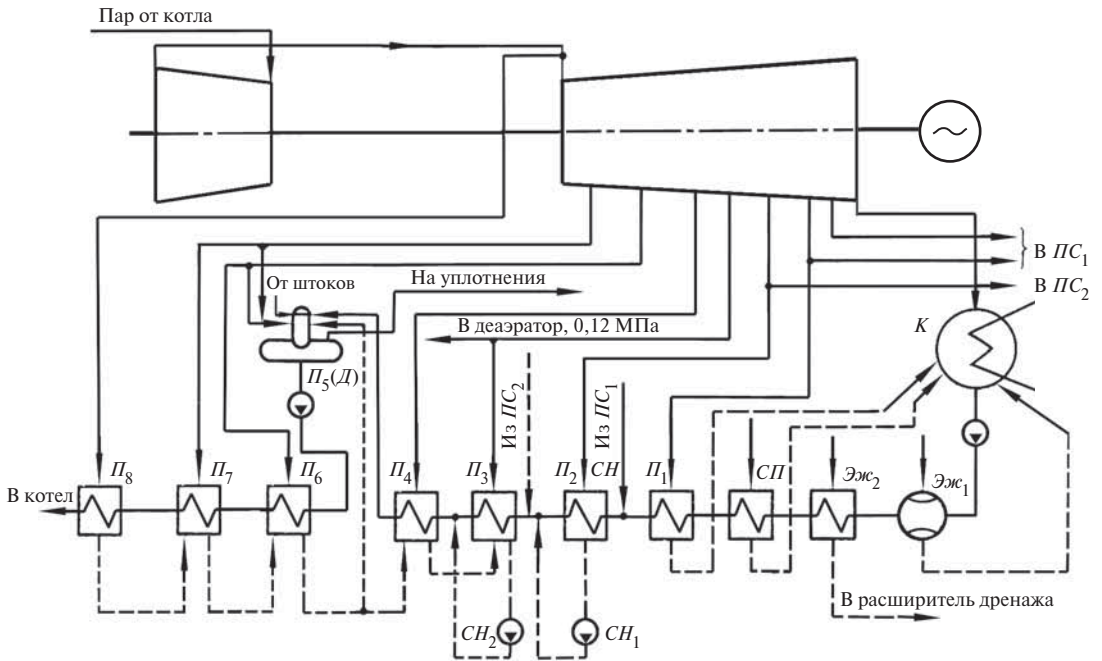 Пар от котла
В ПС1
В ПС2
На уплотнения
От штоков
В деаэратор, 0,12 МПа
К
П5(Д)
Из ПС2
Из ПС1
П8
П7
П6
П4
П3
П2
СН
П1
СП
Эж2
Эж1
В котел
В расширитель дренажа
СН2
СН1